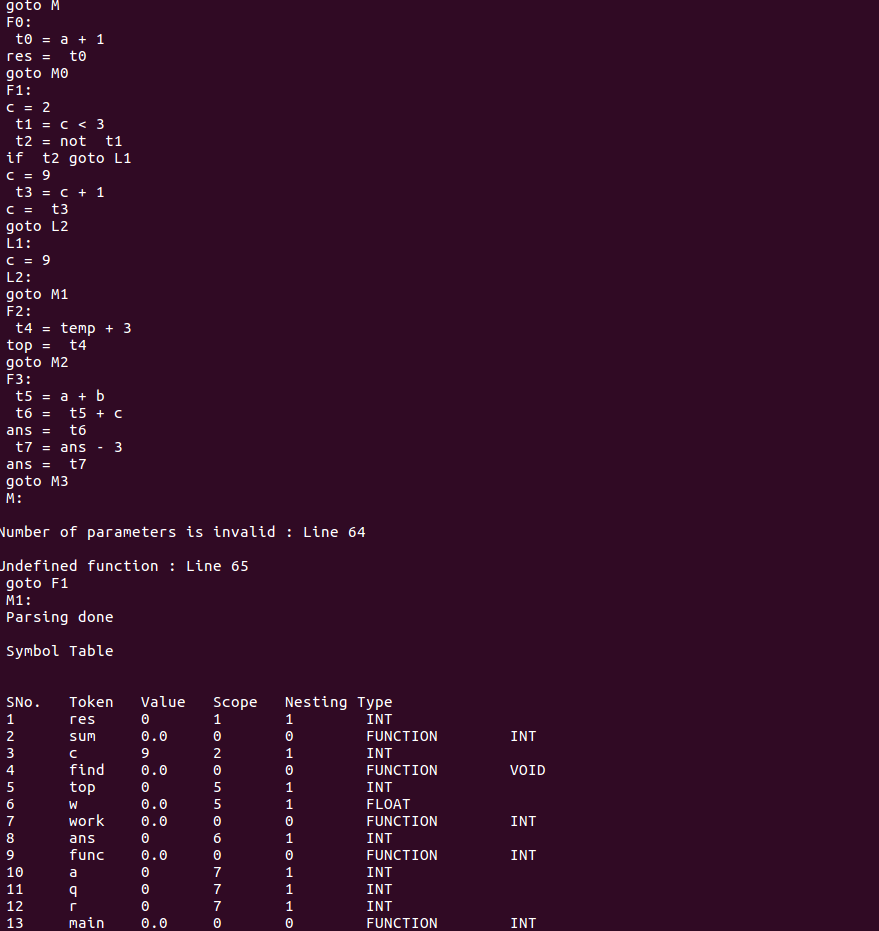 goto M
F0:
t0 = a + 1
res =  t0
goto M0
F1:
c = 2
t1 = c < 3
t2 = not  t1
if  t2 goto L1
c = 9
t3 = c + 1
c =  t3
goto L2
L1:
c = 9
L2:
goto M1
F2:
t4 = temp + 3
top =  t4
goto M2
F3:
t5 = a + b
t6 =  t5 + c
ans =  t6
t7 = ans - 3
ans =  t7
goto M3
M:
Number of parameters is invalid : Line 64
Undefined function : Line 65
goto F1
M1:
Parsing done
Symbol Table
SNo.   Token   Value   Scope   Nesting Type
1      res     0       1       1        INT
2      sum     0.0     0       0        FUNCTION        INT
3      c       9       2       1        INT
4      find    0.0     0       0        FUNCTION        VOID
5      top     0       5       1        INT
6      w       0.0     5       1        FLOAT
7      work    0.0     0       0        FUNCTION        INT
8      ans     0       6       1        INT
9      func    0.0     0       0        FUNCTION        INT
10     a       0       7       1        INT
11     q       0       7       1        INT
12     r       0       7       1        INT
13     main    0.0     0       0        FUNCTION        INT